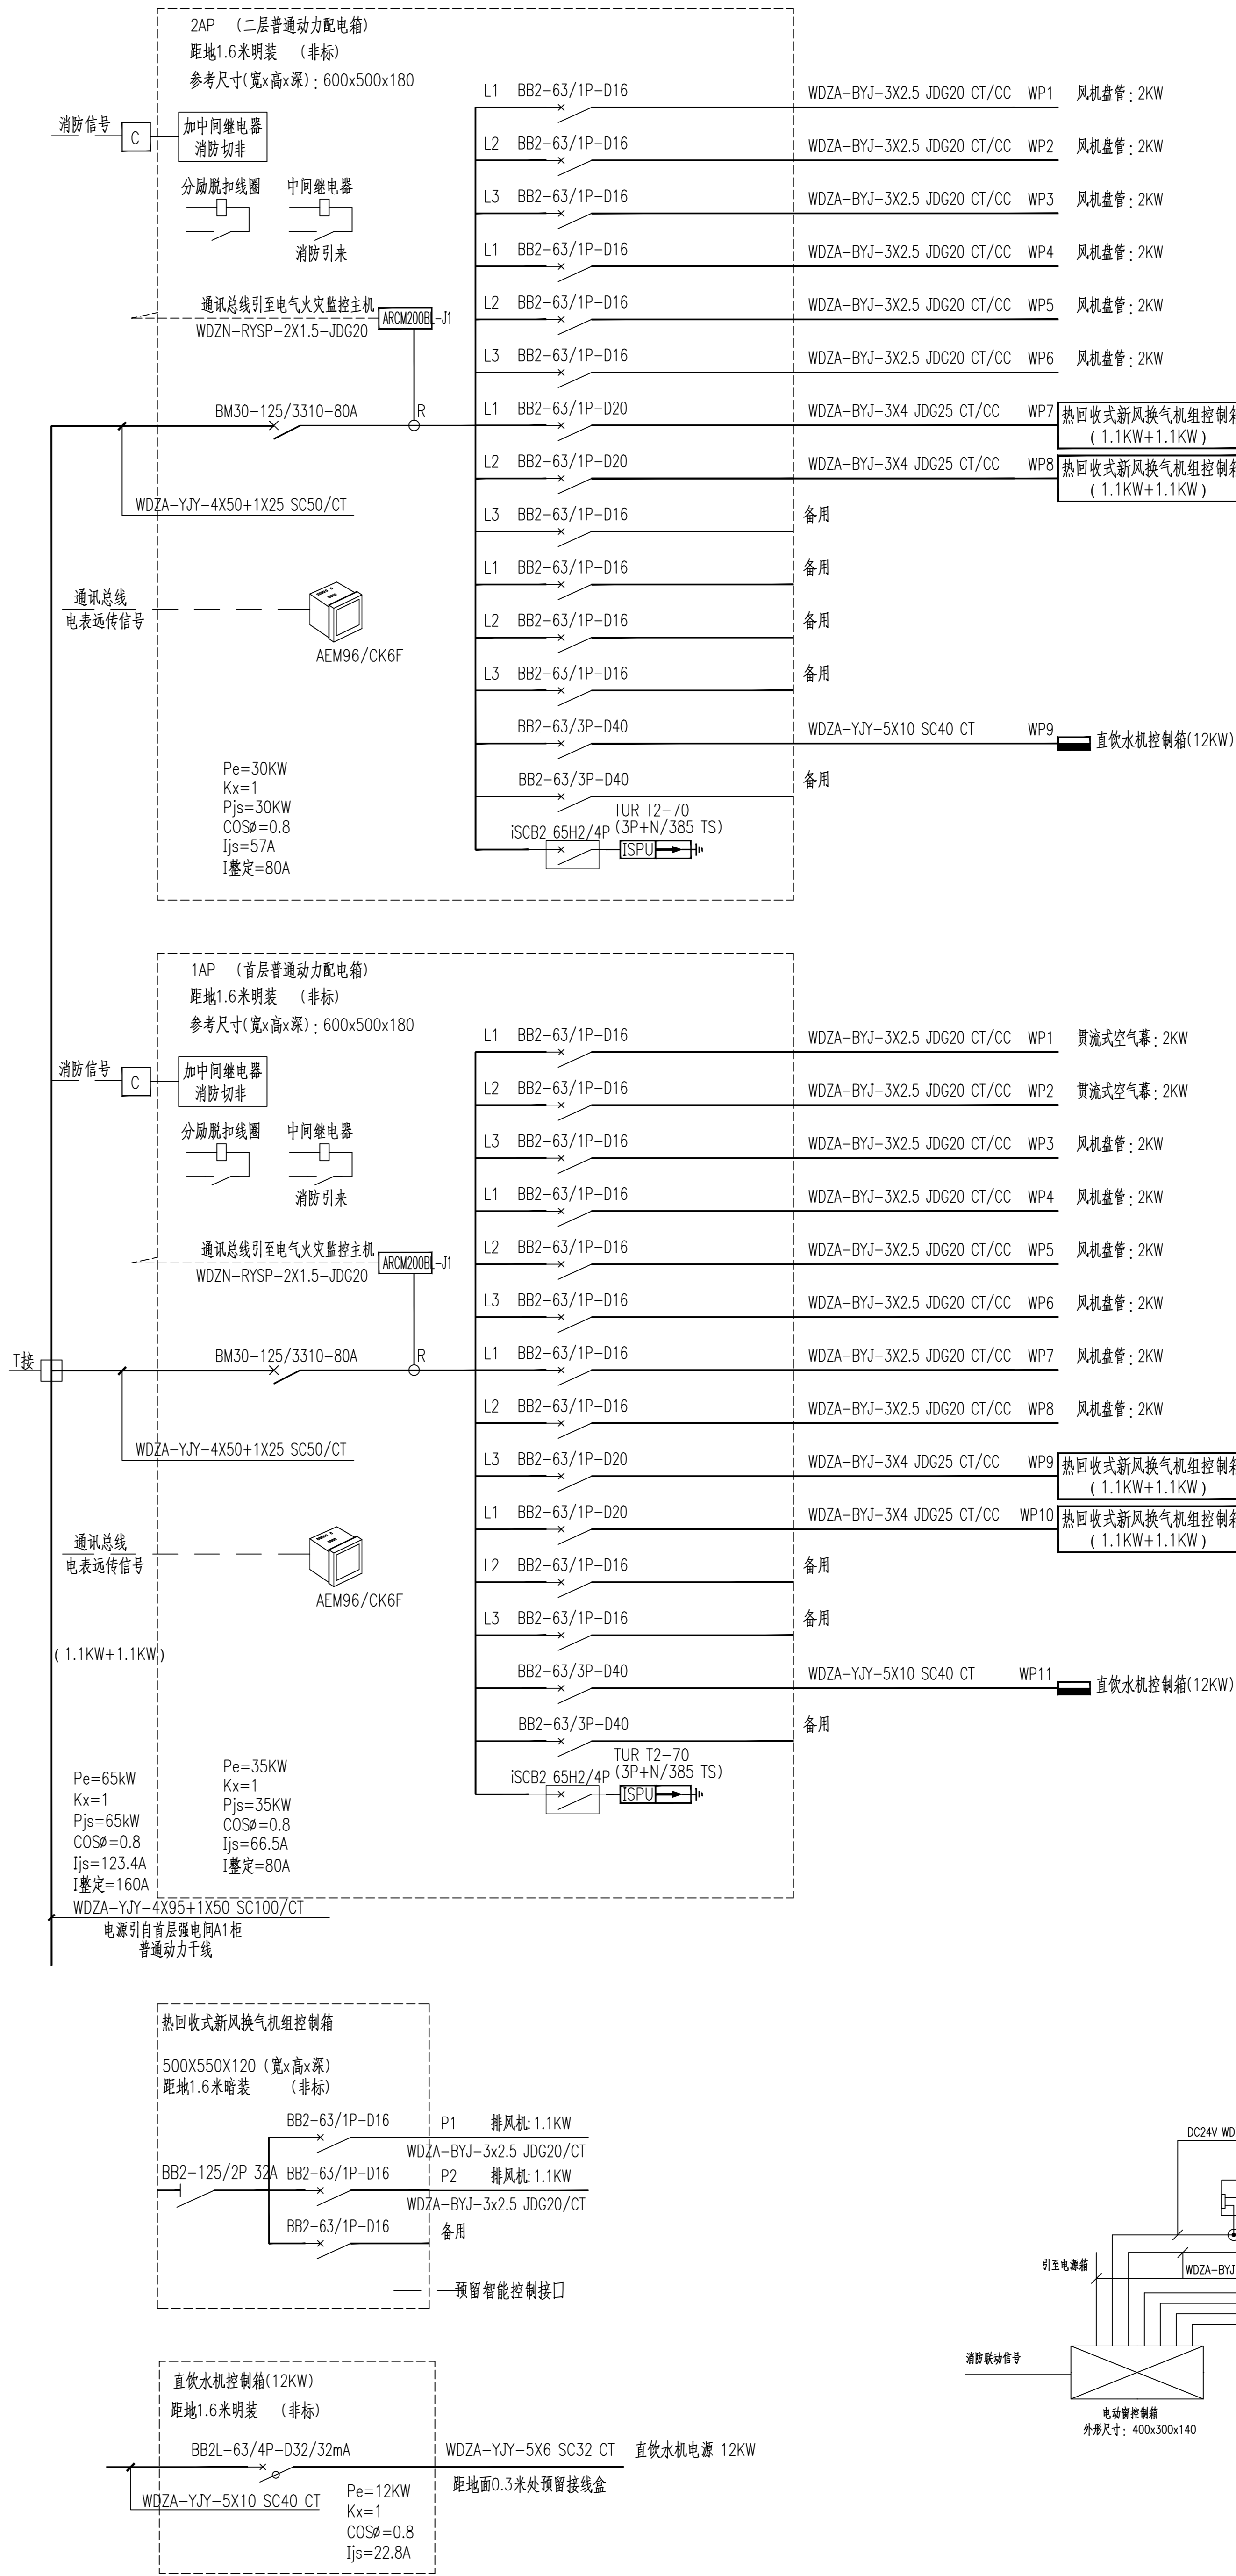 2AP （二层普通动力配电箱）
距地1.6米明装 （非标）
参考尺寸(宽x高x深)：600x500x180
消防信号
C
加中间继电器
消防切非
分励脱扣线圈 中间继电器
消防引来
通讯总线引至电气火灾监控主机
WDZN-RYSP-2X1.5-JDG20
ARCM200BL-J1
BM30-125/3310-80A
R
WDZA-YJY-4X50+1X25 SC50/CT
通讯总线
电表远传信号
AEM96/CK6F
Pe=30KW
Kx=1
Pjs=30KW
COSø=0.8
Ijs=57A
I整定=80A
L1 BB2-63/1P-D16 WDZA-BYJ-3X2.5 JDG20 CT/CC WP1 风机盘管：2KW
L2 BB2-63/1P-D16 WDZA-BYJ-3X2.5 JDG20 CT/CC WP2 风机盘管：2KW
L3 BB2-63/1P-D16 WDZA-BYJ-3X2.5 JDG20 CT/CC WP3 风机盘管：2KW
L1 BB2-63/1P-D16 WDZA-BYJ-3X2.5 JDG20 CT/CC WP4 风机盘管：2KW
L2 BB2-63/1P-D16 WDZA-BYJ-3X2.5 JDG20 CT/CC WP5 风机盘管：2KW
L3 BB2-63/1P-D16 WDZA-BYJ-3X2.5 JDG20 CT/CC WP6 风机盘管：2KW
L1 BB2-63/1P-D20 WDZA-BYJ-3X4 JDG25 CT/CC WP7 热回收式新风换气机组控制箱
（1.1KW+1.1KW）
L2 BB2-63/1P-D20 WDZA-BYJ-3X4 JDG25 CT/CC WP8 热回收式新风换气机组控制箱
（1.1KW+1.1KW）
L3 BB2-63/1P-D16 备用
L1 BB2-63/1P-D16 备用
L2 BB2-63/1P-D16 备用
L3 BB2-63/1P-D16 备用
BB2-63/3P-D40 WDZA-YJY-5X10 SC40 CT WP9 直饮水机控制箱(12KW)
BB2-63/3P-D40 备用
TUR T2-70
iSCB2 65H2/4P (3P+N/385 TS)
ISPU
1AP （首层普通动力配电箱）
距地1.6米明装 （非标）
参考尺寸(宽x高x深)：600x500x180
消防信号
C
加中间继电器
消防切非
分励脱扣线圈 中间继电器
消防引来
通讯总线引至电气火灾监控主机
WDZN-RYSP-2X1.5-JDG20
ARCM200BL-J1
T接
BM30-125/3310-80A
R
WDZA-YJY-4X50+1X25 SC50/CT
通讯总线
电表远传信号
AEM96/CK6F
（1.1KW+1.1KW）
Pe=35KW
Kx=1
Pjs=35KW
COSø=0.8
Ijs=66.5A
I整定=80A
L1 BB2-63/1P-D16 WDZA-BYJ-3X2.5 JDG20 CT/CC WP1 贯流式空气幕：2KW
L2 BB2-63/1P-D16 WDZA-BYJ-3X2.5 JDG20 CT/CC WP2 贯流式空气幕：2KW
L3 BB2-63/1P-D16 WDZA-BYJ-3X2.5 JDG20 CT/CC WP3 风机盘管：2KW
L1 BB2-63/1P-D16 WDZA-BYJ-3X2.5 JDG20 CT/CC WP4 风机盘管：2KW
L2 BB2-63/1P-D16 WDZA-BYJ-3X2.5 JDG20 CT/CC WP5 风机盘管：2KW
L3 BB2-63/1P-D16 WDZA-BYJ-3X2.5 JDG20 CT/CC WP6 风机盘管：2KW
L1 BB2-63/1P-D16 WDZA-BYJ-3X2.5 JDG20 CT/CC WP7 风机盘管：2KW
L2 BB2-63/1P-D16 WDZA-BYJ-3X2.5 JDG20 CT/CC WP8 风机盘管：2KW
L3 BB2-63/1P-D20 WDZA-BYJ-3X4 JDG25 CT/CC WP9 热回收式新风换气机组控制箱
（1.1KW+1.1KW）
L1 BB2-63/1P-D20 WDZA-BYJ-3X4 JDG25 CT/CC WP10 热回收式新风换气机组控制箱
（1.1KW+1.1KW）
L2 BB2-63/1P-D16 备用
L3 BB2-63/1P-D16 备用
BB2-63/3P-D40 WDZA-YJY-5X10 SC40 CT WP11 直饮水机控制箱(12KW)
BB2-63/3P-D40 备用
TUR T2-70
iSCB2 65H2/4P (3P+N/385 TS)
ISPU
Pe=65kW
Kx=1
Pjs=65kW
COSø=0.8
Ijs=123.4A
I整定=160A
WDZA-YJY-4X95+1X50 SC100/CT
电源引自首层强电间A1柜
普通动力干线
热回收式新风换气机组控制箱
500X550X120（宽x高x深）
距地1.6米暗装 （非标）
BB2-125/2P 32A
BB2-63/1P-D16 P1 排风机: 1.1KW
WDZA-BYJ-3x2.5 JDG20/CT
BB2-63/1P-D16 P2 排风机: 1.1KW
WDZA-BYJ-3x2.5 JDG20/CT
BB2-63/1P-D16 备用
预留智能控制接口
直饮水机控制箱(12KW)
距地1.6米明装 （非标）
BB2L-63/4P-D32/32mA WDZA-YJY-5X6 SC32 CT 直饮水机电源 12KW
距地面0.3米处预留接线盒
WDZA-YJY-5X10 SC40 CT
Pe=12KW
Kx=1
COSø=0.8
Ijs=22.8A
DC24V WDZ
引至电源箱
WDZA-BYJ
消防联动信号
电动窗控制箱
外形尺寸：400x300x140